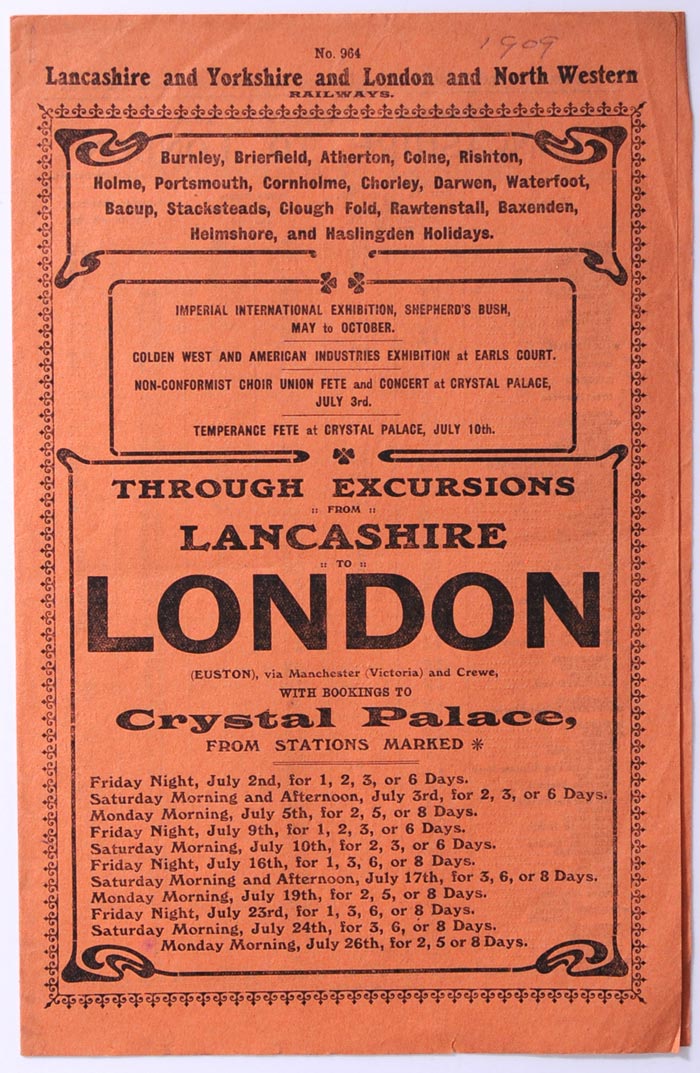 1909
No. 964
Lancashire and Yorkshire and London and North Western
RAILWAYS.
Burnley, Brierfield, Atherton, Colne, Rishton,
Holme, Portsmouth, Cornholme, Chorley, Darwen, Waterfoot,
Bacup, Stacksteads, Clough Fold, Rawtenstall, Baxenden,
Helmshore, and Haslingden Holidays.
IMPERIAL INTERNATIONAL EXHIBITION, SHEPHERD'S BUSH,
MAY to OCTOBER.
GOLDEN WEST AND AMERICAN INDUSTRIES EXHIBITION at EARLS COURT.
NON-CONFORMIST CHOIR UNION FETE and CONCERT at CRYSTAL PALACE,
JULY 3rd.
TEMPERANCE FETE at CRYSTAL PALACE, JULY 10th.
THROUGH EXCURSIONS
:: FROM ::
LANCASHIRE
:: TO ::
LONDON
(EUSTON), via Manchester (Victoria) and Crewe,
WITH BOOKINGS TO
Crystal Palace,
FROM STATIONS MARKED *
Friday Night, July 2nd, for 1, 2, 3, or 6 Days.
Saturday Morning and Afternoon, July 3rd, for 2, 3, or 6 Days.
Monday Morning, July 5th, for 2, 5, or 8 Days.
Friday Night, July 9th, for 1, 2, 3, or 6 Days.
Saturday Morning, July 10th, for 2, 3, or 6 Days.
Friday Night, July 16th, for 1, 3, 6, or 8 Days.
Saturday Morning and Afternoon, July 17th, for 3, 6, or 8 Days.
Monday Morning, July 19th, for 2, 5, or 8 Days.
Friday Night, July 23rd, for 1, 3, 6, or 8 Days.
Saturday Morning, July 24th, for 3, 6, or 8 Days.
Monday Morning, July 26th, for 2, 5 or 8 Days.